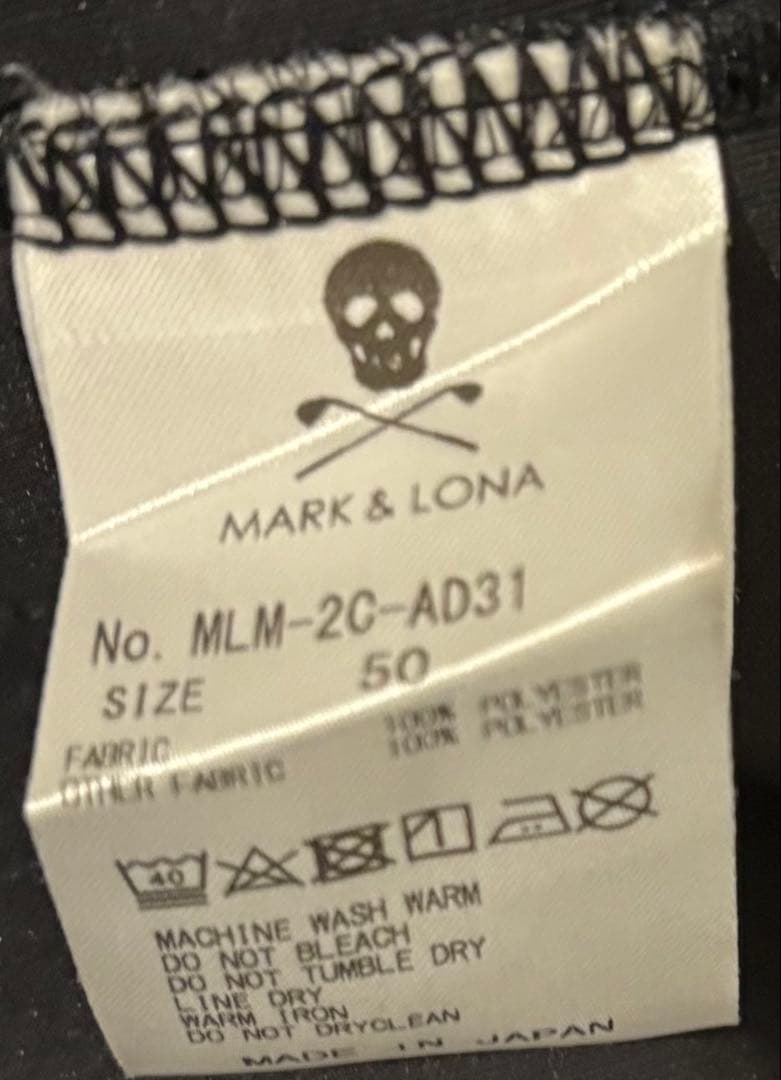 MARK & LONA
No. MLM-2C-AD31
SIZE 50
FABRIC 100% POLYESTER
OTHER FABRIC 100% POLYESTER
40
MACHINE WASH WARM
DO NOT BLEACH
DO NOT TUMBLE DRY
LINE DRY
WARM IRON
DO NOT DRYCLEAN
MADE IN JAPAN